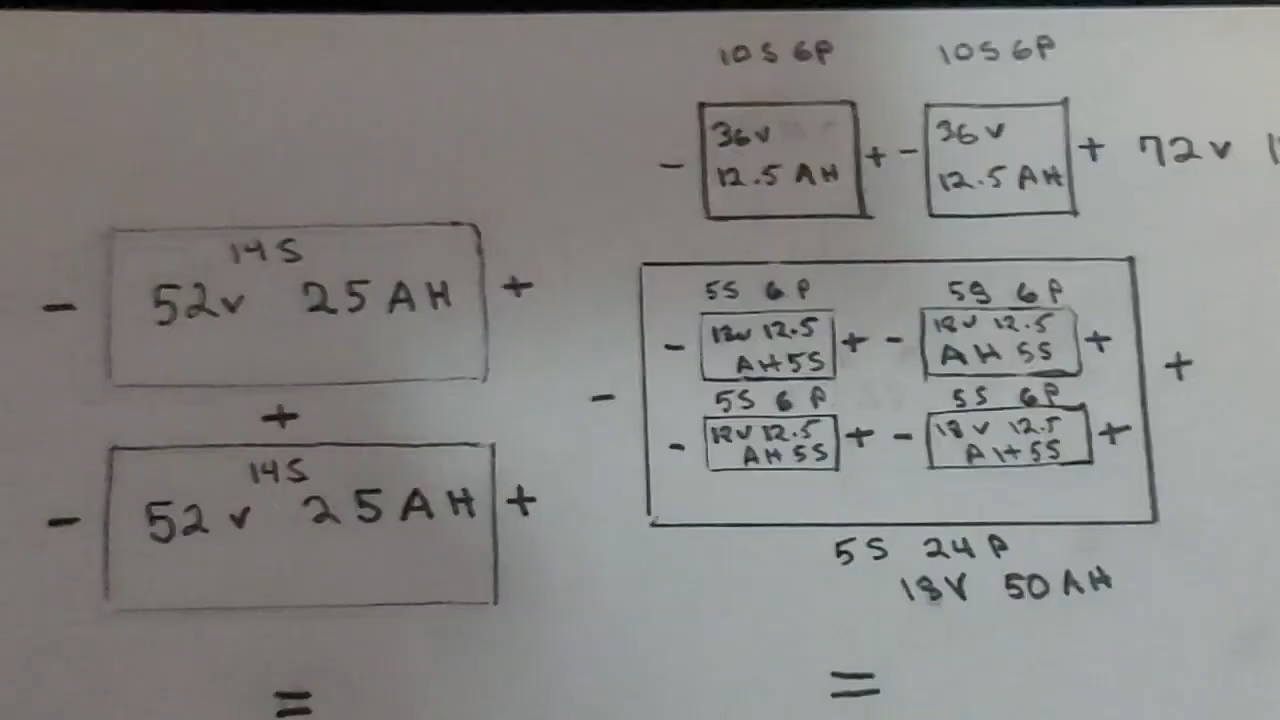 10S 6P 10S 6P
- 36V + - 36V + 72V
12.5 AH 12.5 AH
14S
- 52V 25AH +
+
14S
- 52V 25AH +
=
5S 6P 5S 6P
- 18V 12.5 + - 18V 12.5 +
AH 5S AH 5S
- + 
5S 6P 5S 6P
- 18V 12.5 + - 18V 12.5 +
AH 5S AH 5S
5S 24P
18V 50AH
=